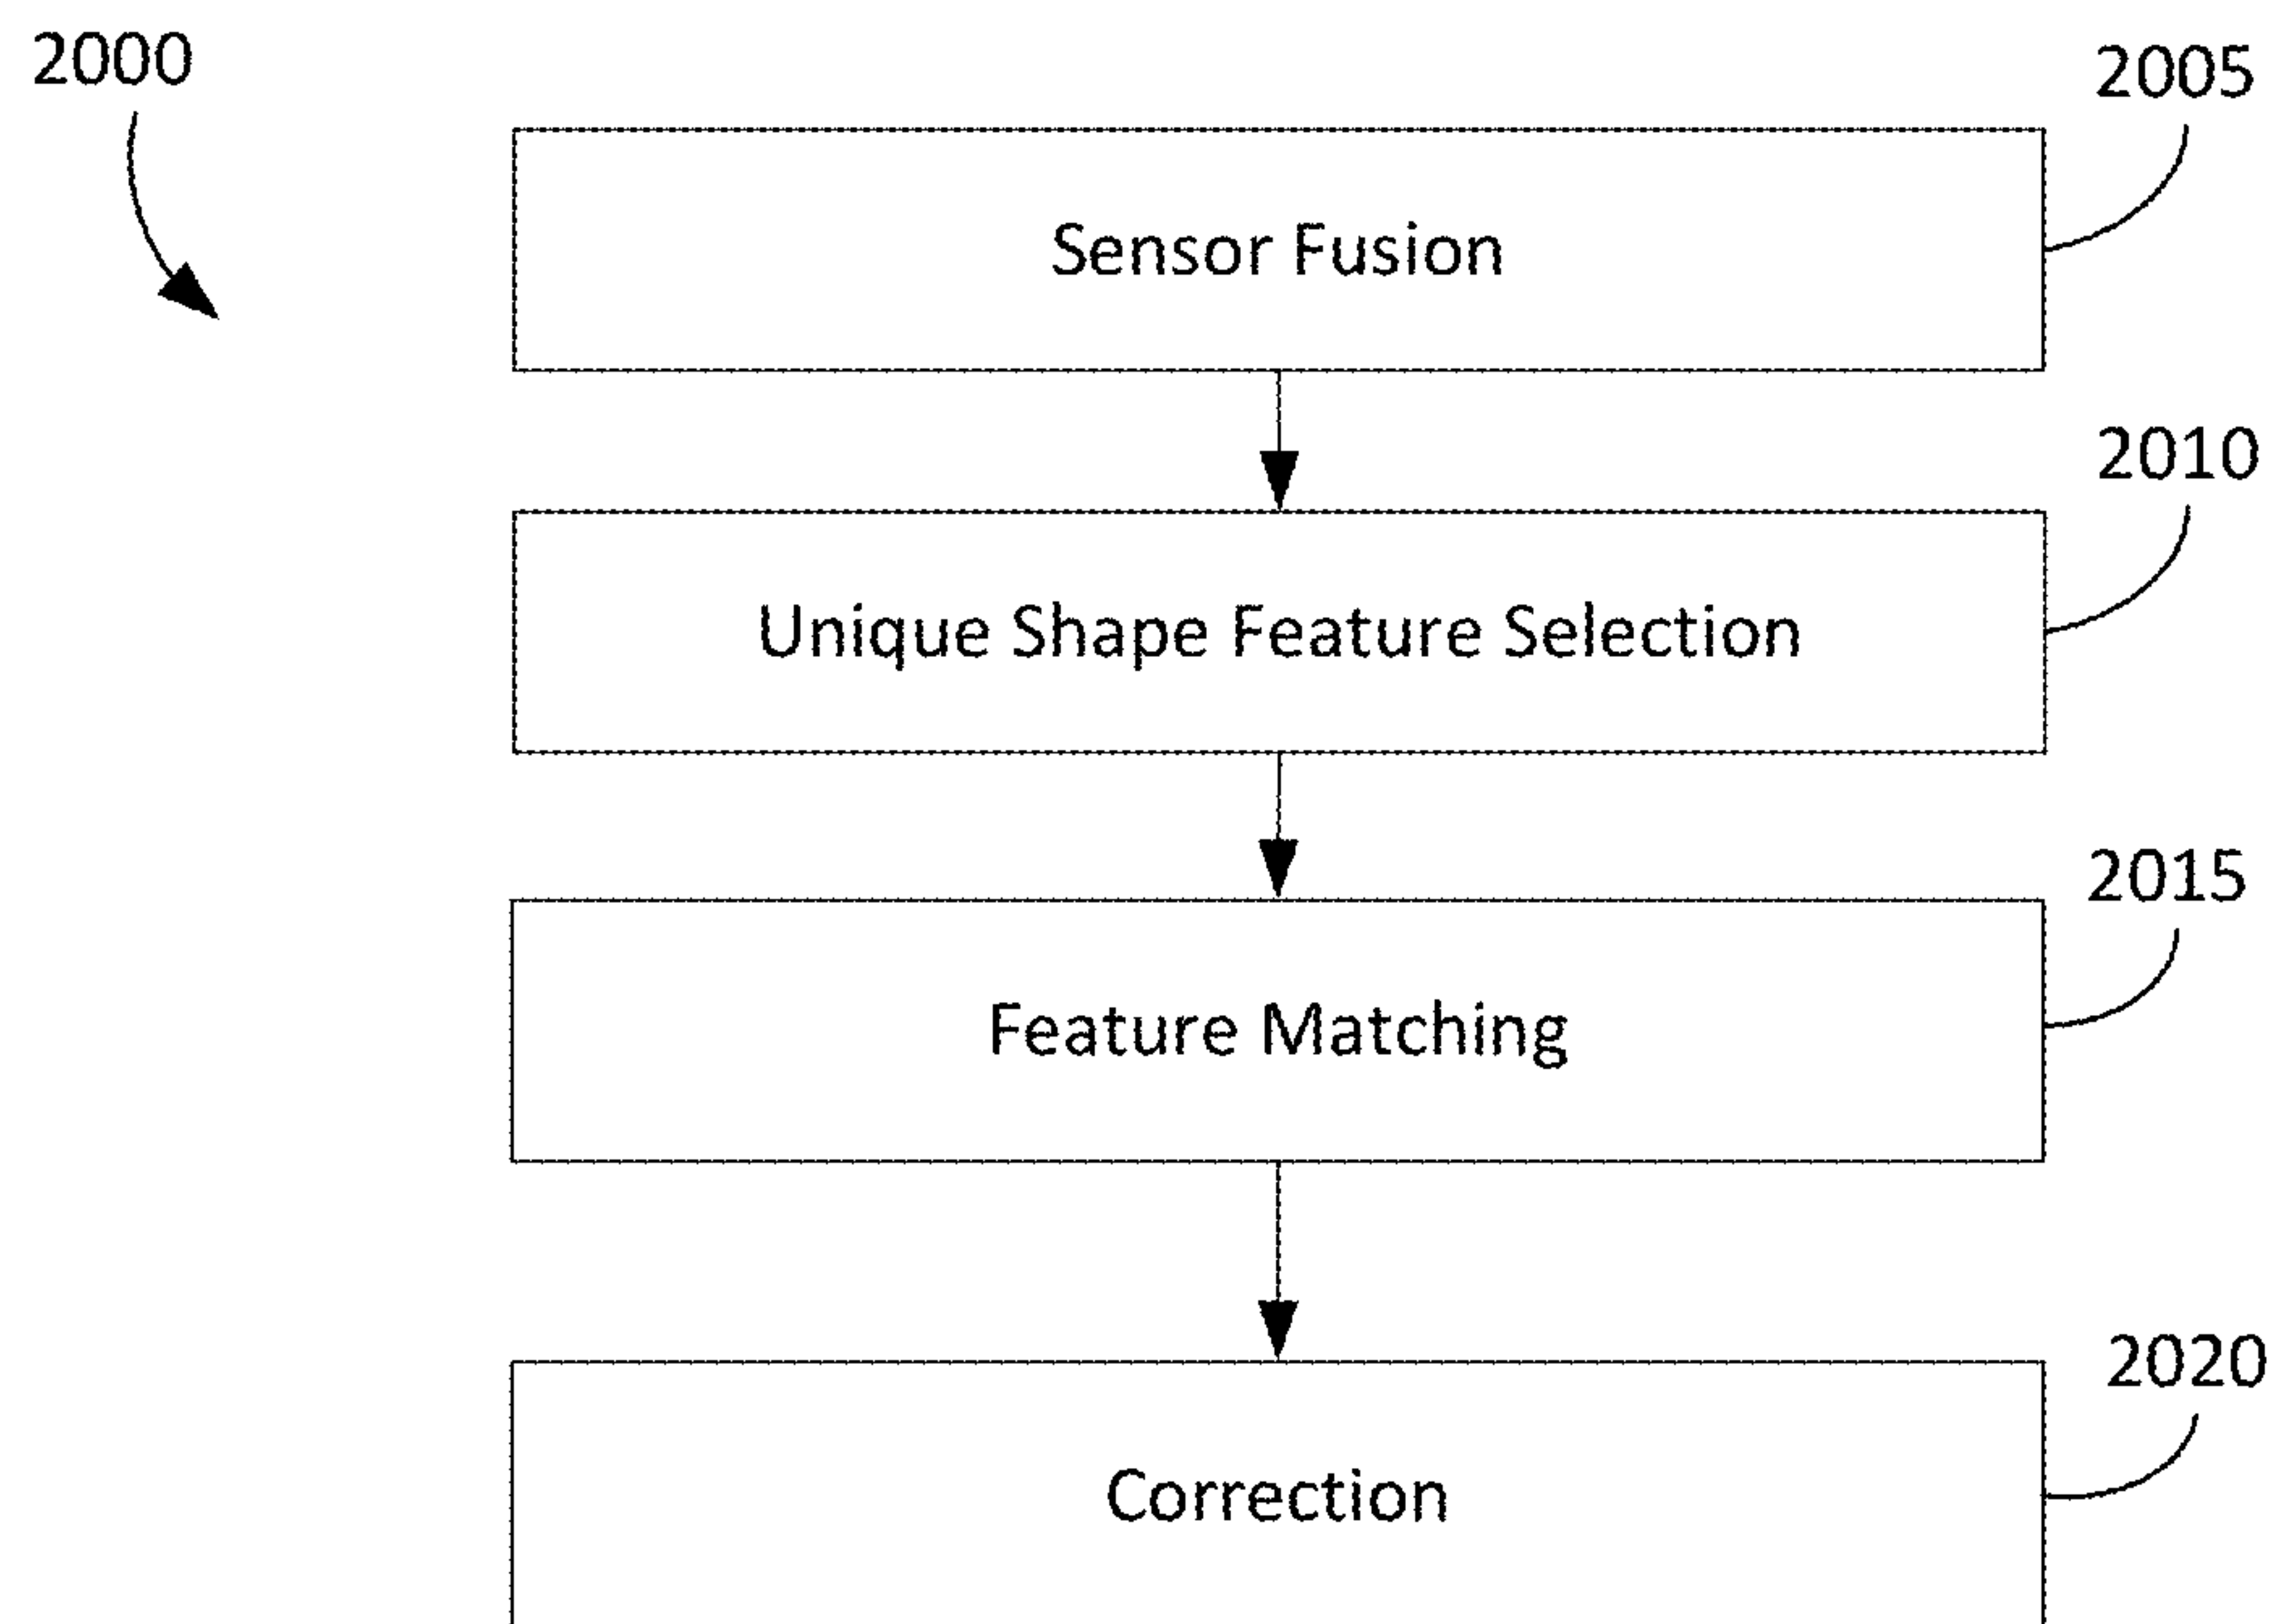 2000
2005
Sensor Fusion
2010
Unique Shape Feature Selection
2015
Feature Matching
2020
Correction